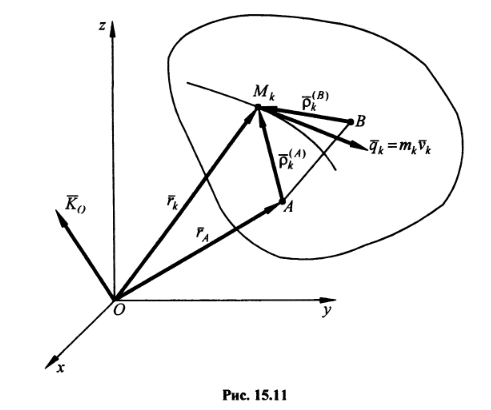 z
M_k
ρ̅_k^(B)
B
q̅_k = m_k v̅_k
ρ̅_k^(A)
r̅_k
K̅_O
A
r̅_A
O
y
x
Рис. 15.11